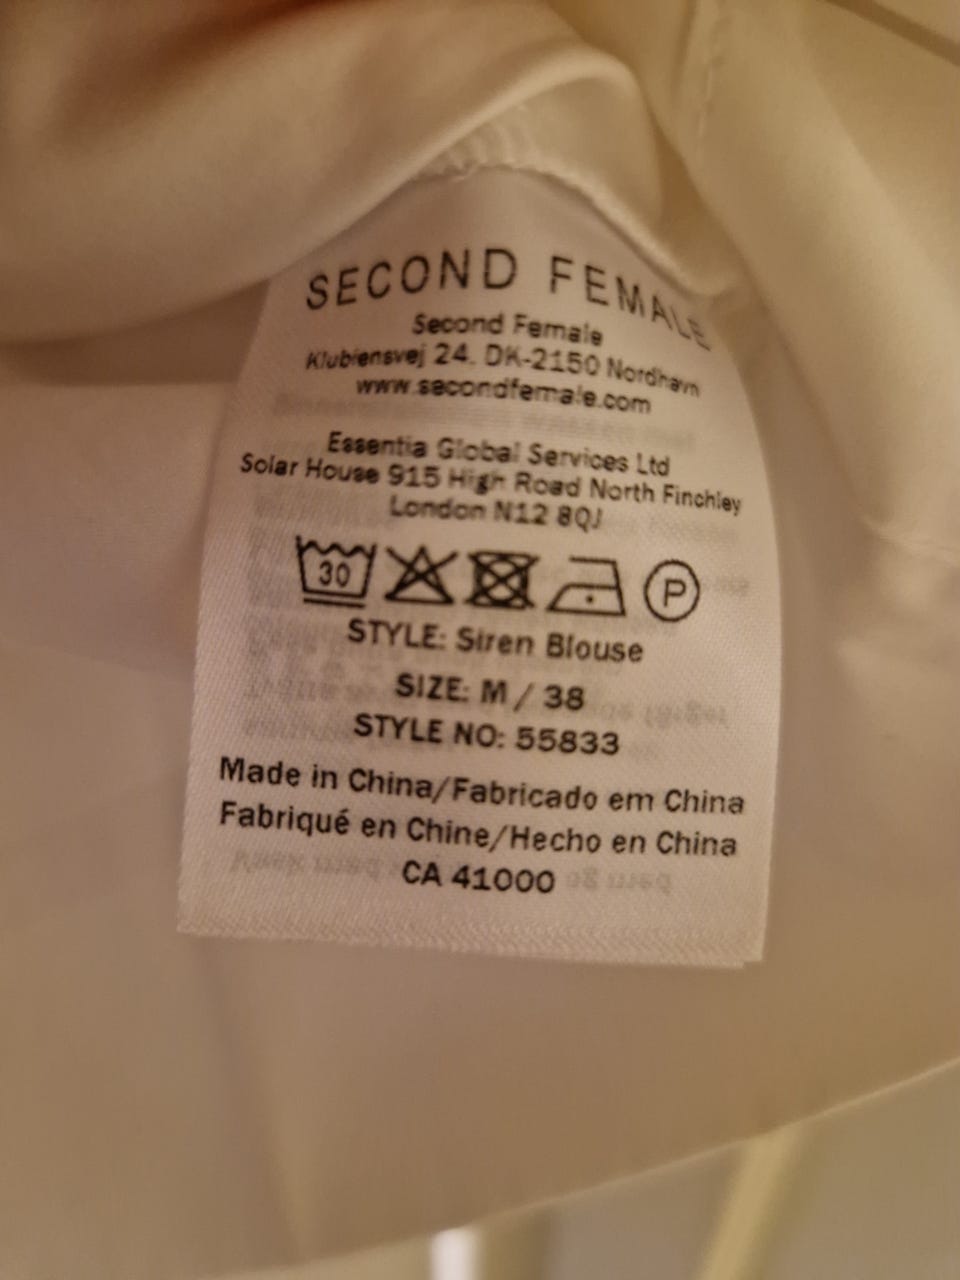 SECOND FEMALE
Second Female
Klubiensvej 24. DK-2150 Nordhavn
www.secondfemale.com
Essentia Global Services Ltd
Solar House 915 High Road North Finchley
London N12 8QJ
30 P
STYLE: Siren Blouse
SIZE: M / 38
STYLE NO: 55833
Made in China/Fabricado em China
Fabriqué en Chine/Hecho en China
CA 41000